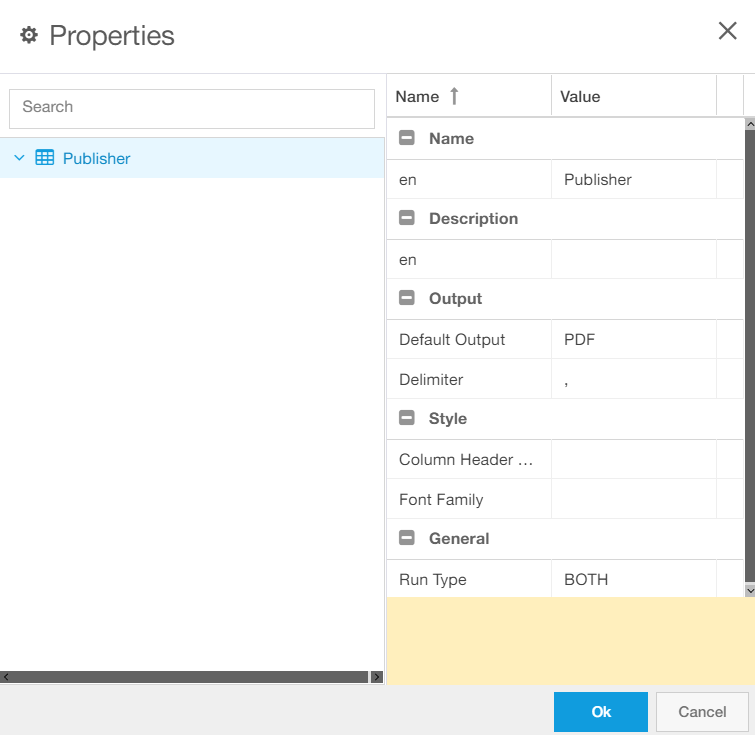 Properties
Search
Publisher
Name Value
Name
en Publisher
Description
en
Output
Default Output PDF
Delimiter ,
Style
Column Header ...
Font Family
General
Run Type BOTH
Ok Cancel